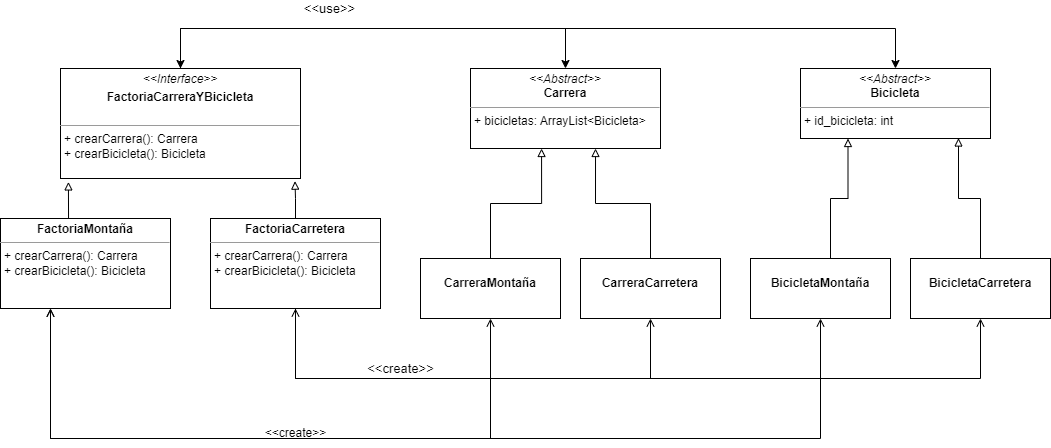 <<use>>
<<Interface>>
FactoriaCarreraYBicicleta
+ crearCarrera(): Carrera
+ crearBicicleta(): Bicicleta
<<Abstract>>
Carrera
+ bicicletas: ArrayList<Bicicleta>
<<Abstract>>
Bicicleta
+ id_bicicleta: int
FactoriaMontaña
+ crearCarrera(): Carrera
+ crearBicicleta(): Bicicleta
FactoriaCarretera
+ crearCarrera(): Carrera
+ crearBicicleta(): Bicicleta
CarreraMontaña
CarreraCarretera
BicicletaMontaña
BicicletaCarretera
<<create>>
<<create>>